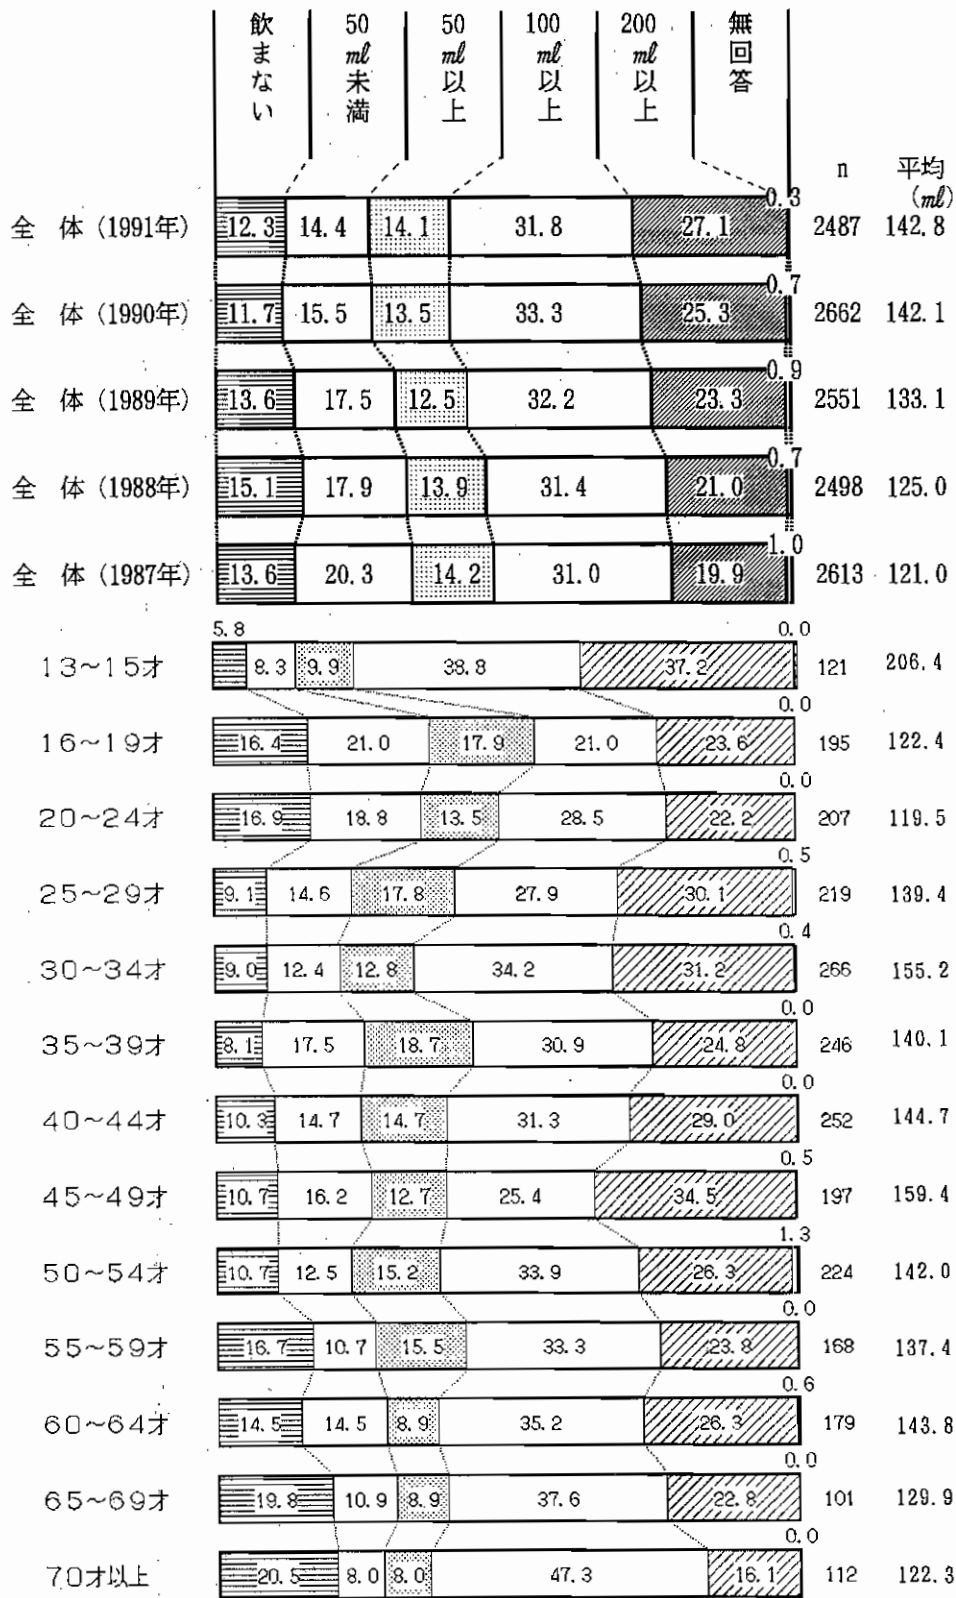 飲まない 50ml未満 50ml以上 100ml以上 200ml以上 無回答
n 平均(ml)
0.3
全 体 (1991年) 12.3 14.4 14.1 31.8 27.1 2487 142.8
0.7
全 体 (1990年) 11.7 15.5 13.5 33.3 25.3 2662 142.1
0.9
全 体 (1989年) 13.6 17.5 12.5 32.2 23.3 2551 133.1
0.7
全 体 (1988年) 15.1 17.9 13.9 31.4 21.0 2498 125.0
1.0
全 体 (1987年) 13.6 20.3 14.2 31.0 19.9 2613 121.0
5.8 0.0
13~15才 8.3 9.9 38.8 37.2 121 206.4
0.0
16~19才 16.4 21.0 17.9 21.0 23.6 195 122.4
0.0
20~24才 16.9 18.8 13.5 28.5 22.2 207 119.5
0.5
25~29才 9.1 14.6 17.8 27.9 30.1 219 139.4
0.4
30~34才 9.0 12.4 12.8 34.2 31.2 266 155.2
0.0
35~39才 8.1 17.5 18.7 30.9 24.8 246 140.1
0.0
40~44才 10.3 14.7 14.7 31.3 29.0 252 144.7
0.5
45~49才 10.7 16.2 12.7 25.4 34.5 197 159.4
1.3
50~54才 10.7 12.5 15.2 33.9 26.3 224 142.0
0.0
55~59才 16.7 10.7 15.5 33.3 23.8 168 137.4
0.6
60~64才 14.5 14.5 8.9 35.2 26.3 179 143.8
0.0
65~69才 19.8 10.9 8.9 37.6 22.8 101 129.9
0.0
70才以上 20.5 8.0 8.0 47.3 16.1 112 122.3